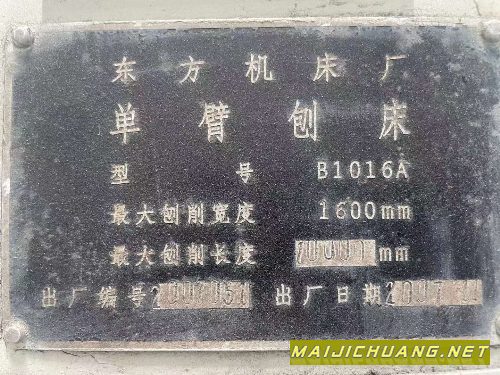 东方机床厂
单臂刨床
型号 B1016A
最大刨削宽度 1600mm
最大刨削长度 mm
出厂编号 出厂日期
MAIJICHUANG.NET